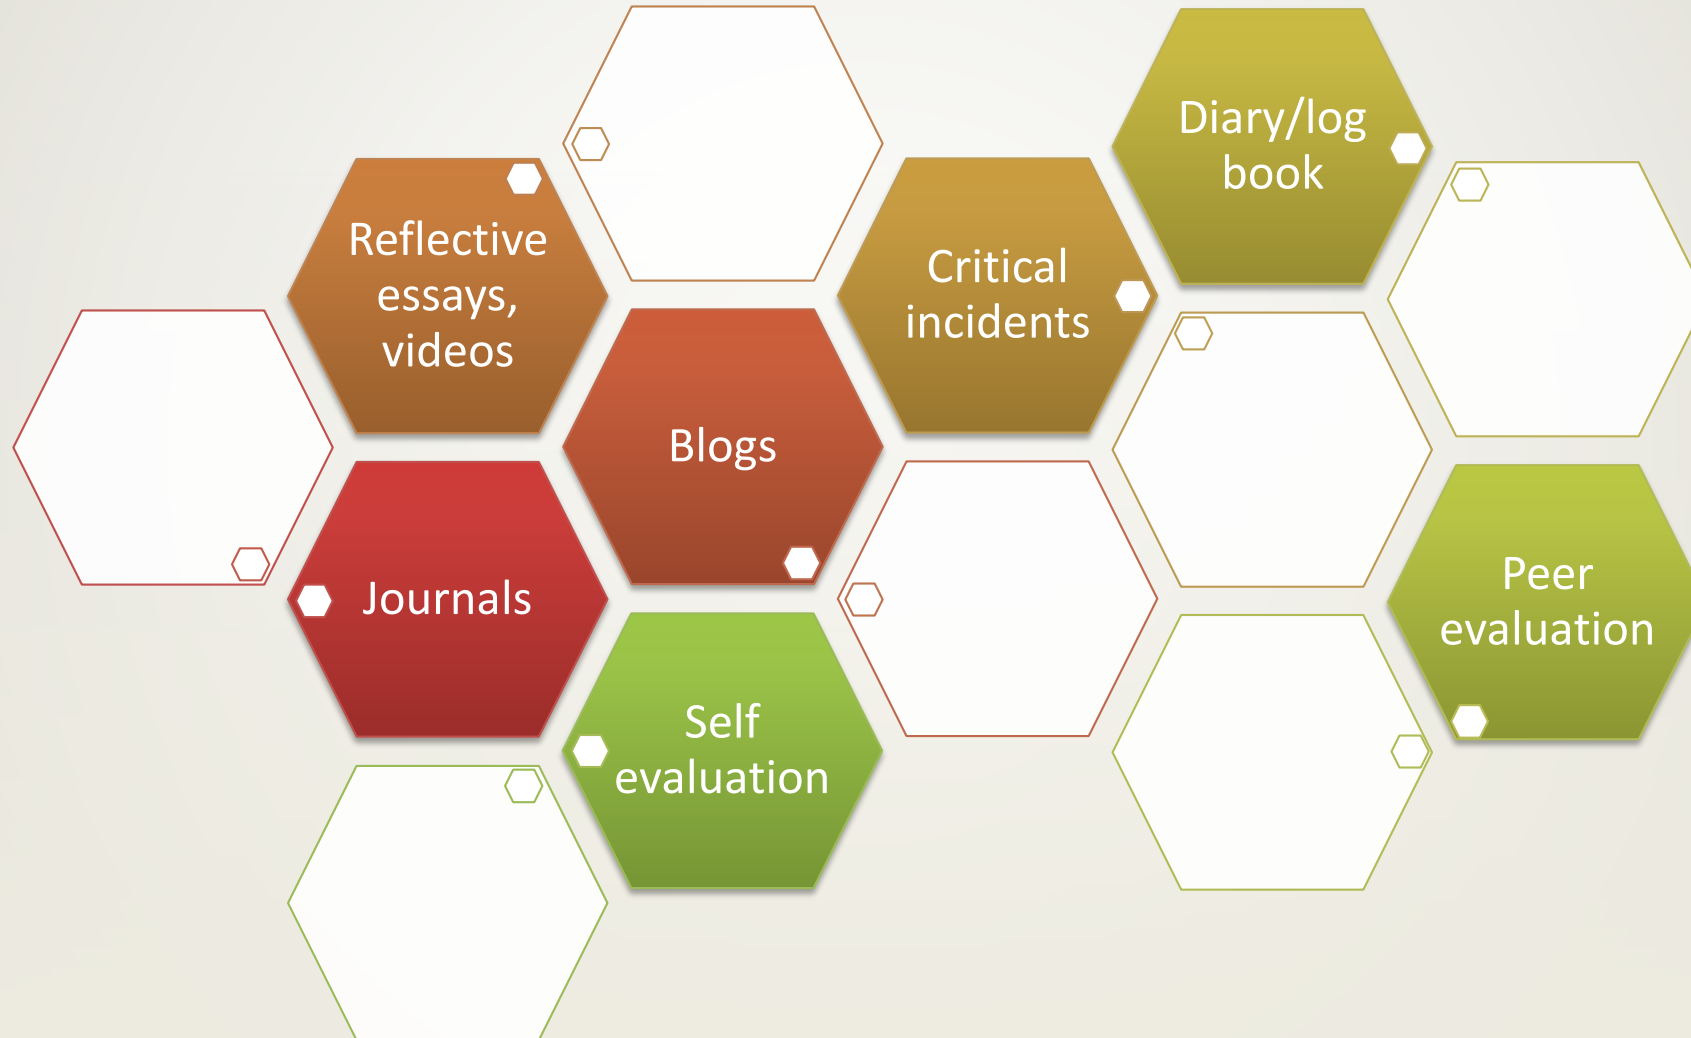 Diary/log
book
Reflective
essays,
videos
Critical
incidents
Blogs
Journals
Peer
evaluation
Self
evaluation